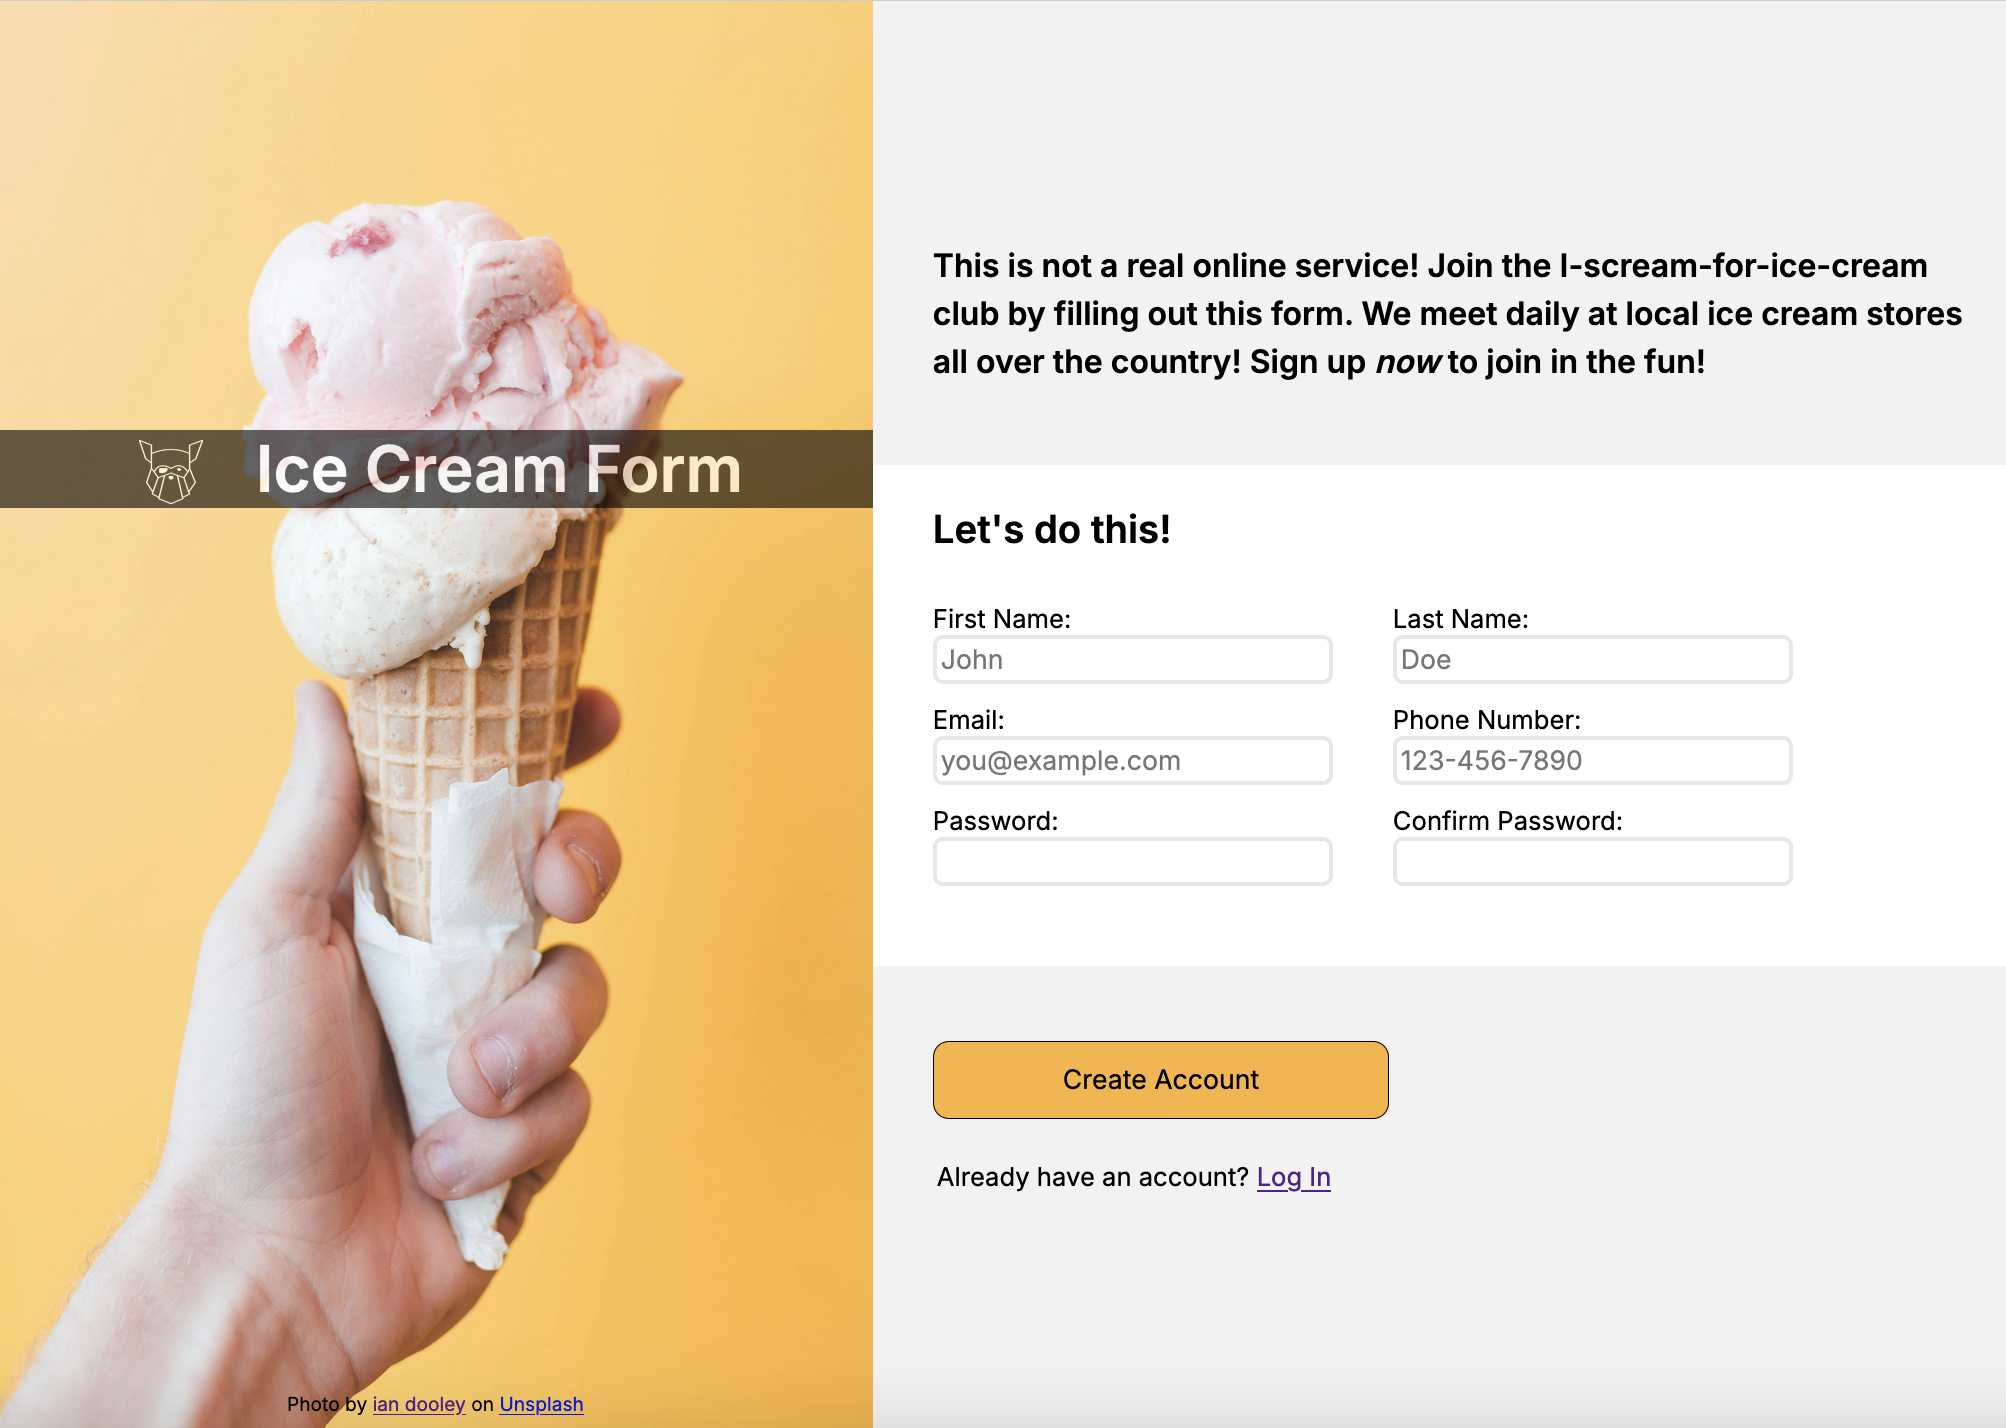 Ice Cream Form
Photo by ian dooley on Unsplash
This is not a real online service! Join the I-scream-for-ice-cream
club by filling out this form. We meet daily at local ice cream stores
all over the country! Sign up now to join in the fun!
Let's do this!
First Name:
John
Last Name:
Doe
Email:
you@example.com
Phone Number:
123-456-7890
Password:
Confirm Password:
Create Account
Already have an account? Log In